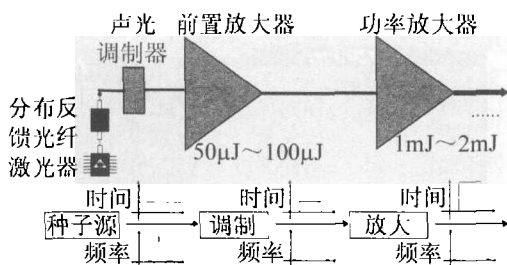 声光
调制器
前置放大器
功率放大器
分布反
馈光纤
激光器
50μJ～100μJ
1mJ～2mJ
……
时间
时间
时间
种子源
调制
放大
频率
频率
频率